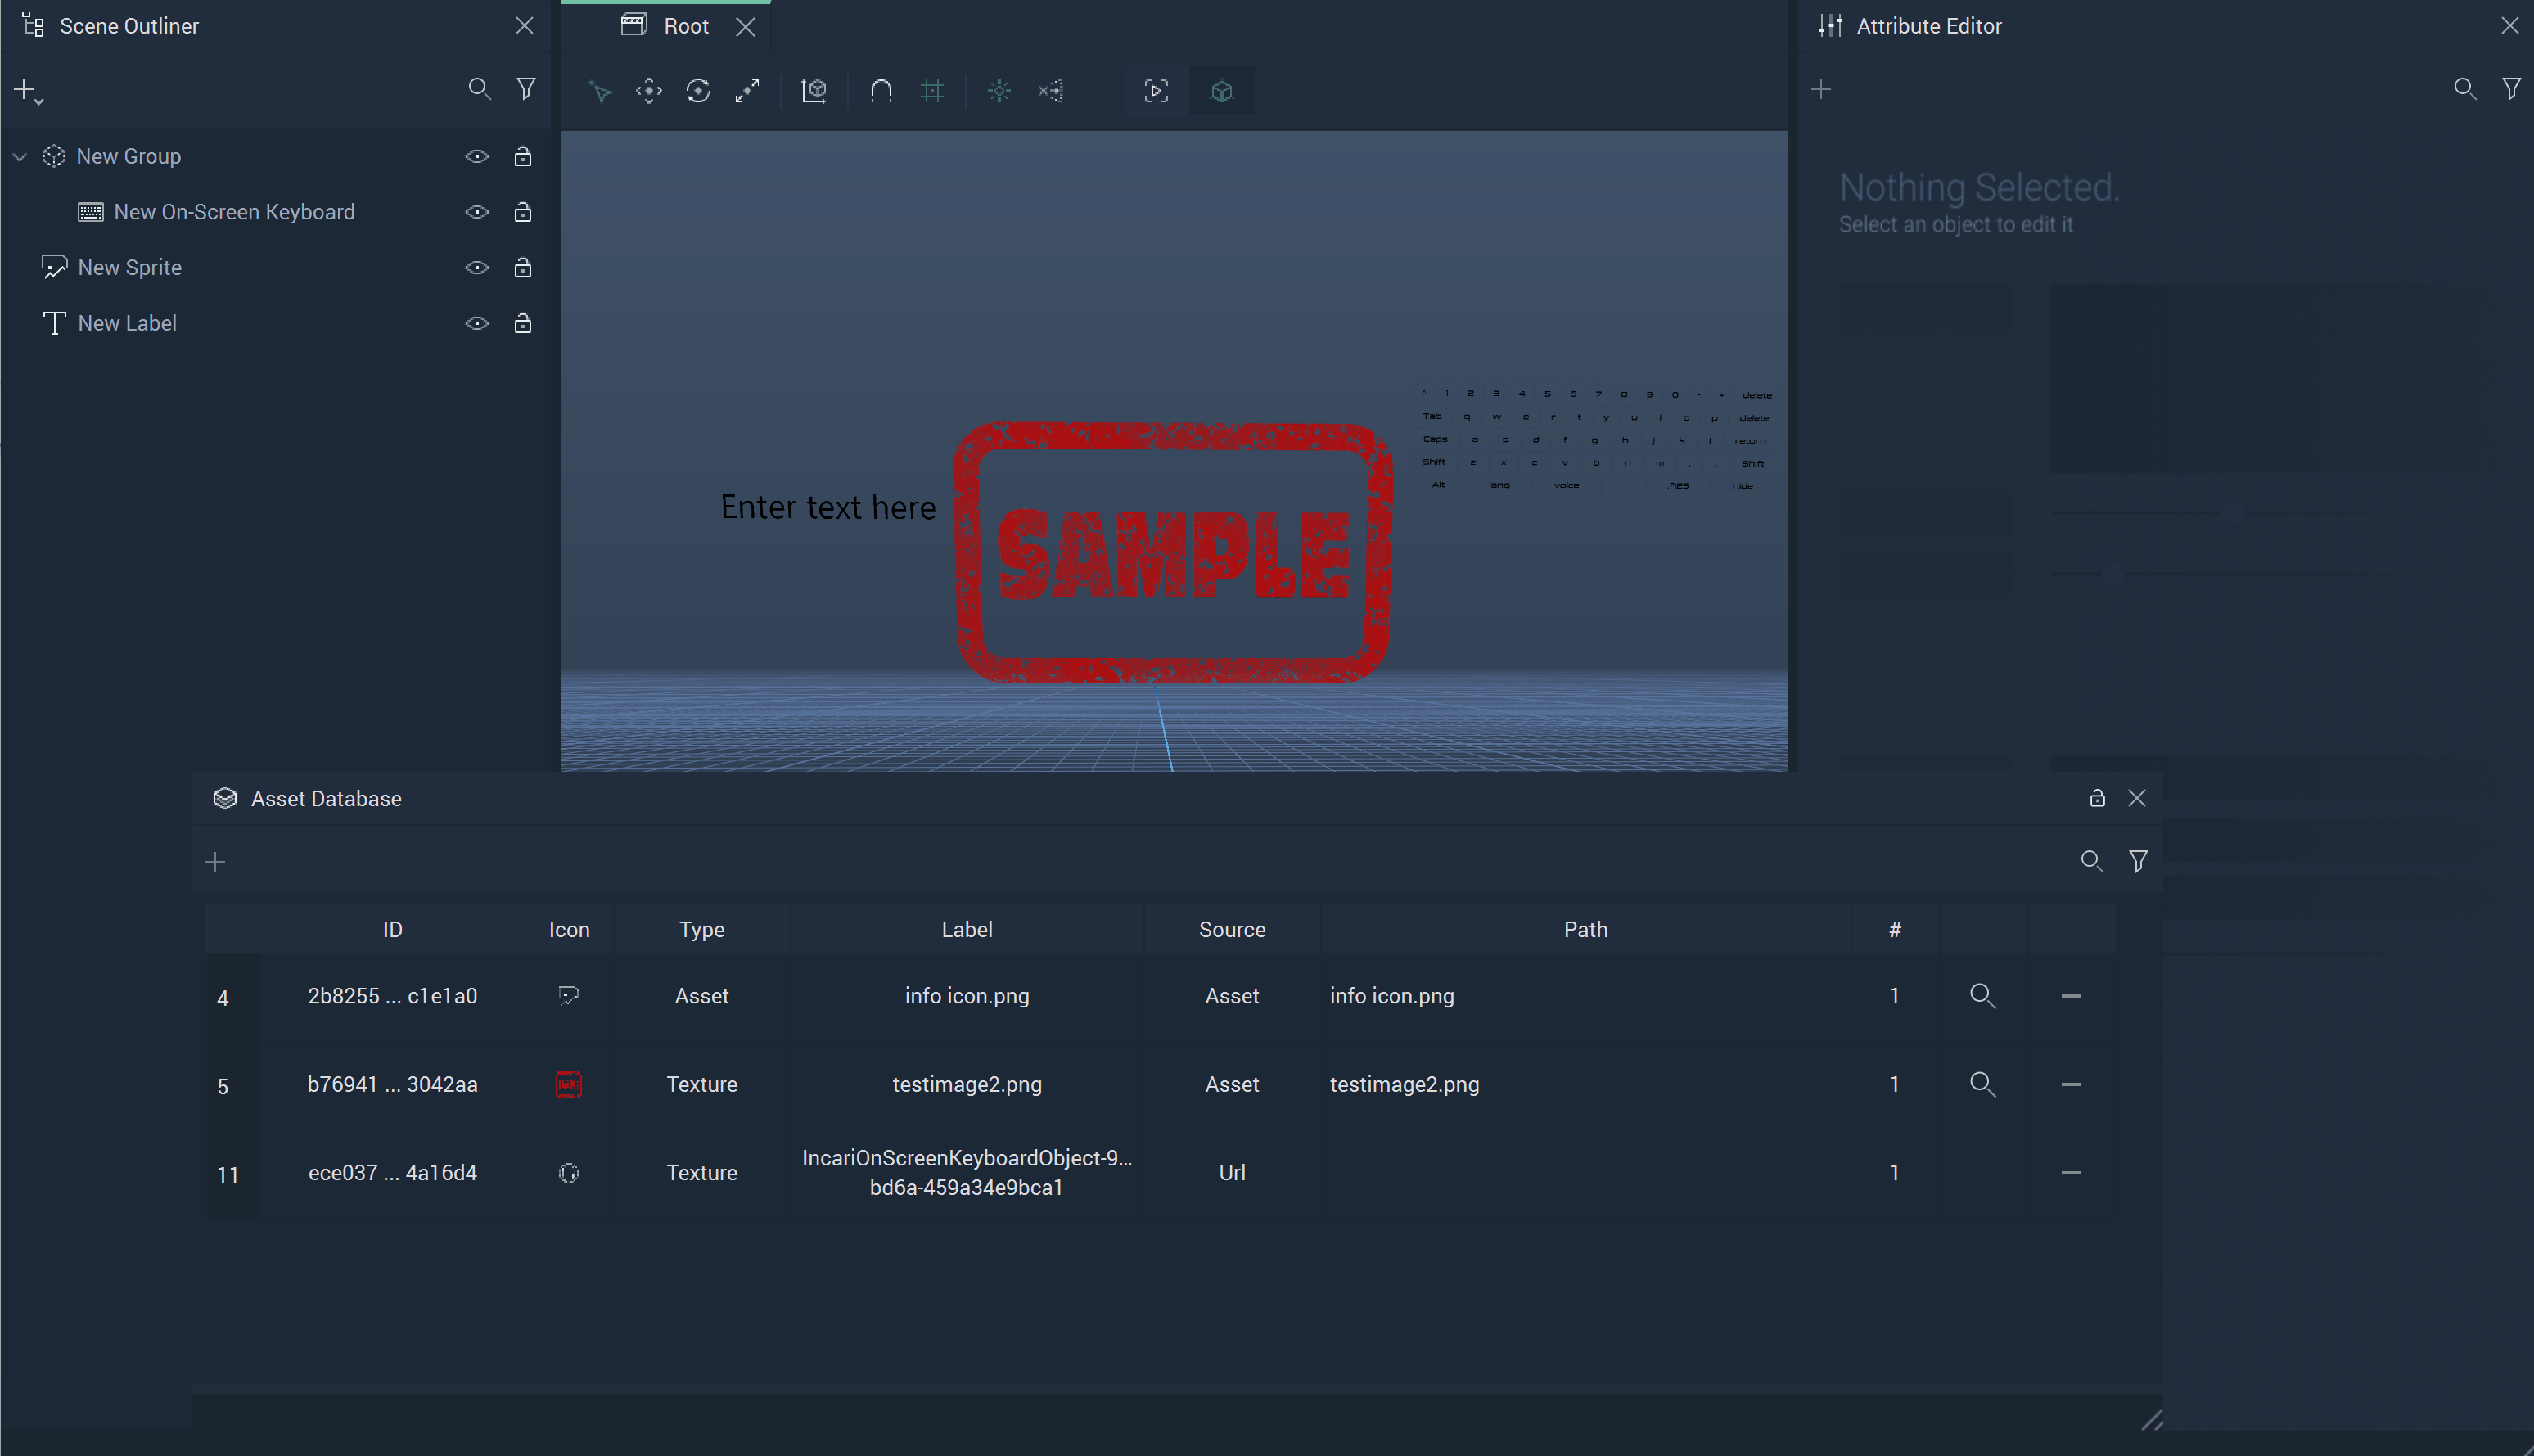 Scene Outliner
Root
Attribute Editor
New Group
New On-Screen Keyboard
New Sprite
New Label
Nothing Selected.
Select an object to edit it
^ 1 2 3 4 5 6 7 8 9 0 - + delete
Tab q w e r t y u i o p delete
Caps a s d f g h j k l return
Shift z x c v b n m , . Shift
Alt lang voice .?123 hide
Enter text here
SAMPLE
Asset Database
ID Icon Type Label Source Path #
4 2b8255 ... c1e1a0 Asset info icon.png Asset info icon.png 1
5 b76941 ... 3042aa Texture testimage2.png Asset testimage2.png 1
11 ece037 ... 4a16d4 Texture IncariOnScreenKeyboardObject-9... Url 1
bd6a-459a34e9bca1